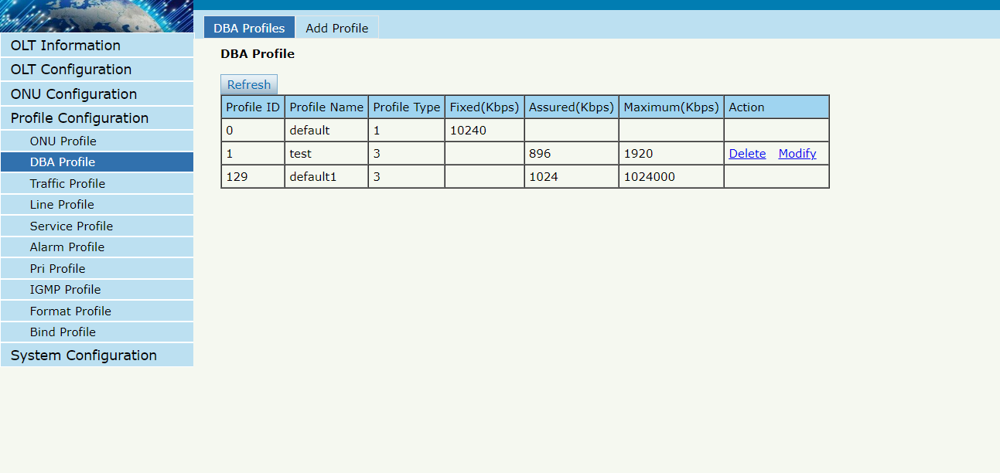 DBA Profiles Add Profile
OLT Information
OLT Configuration
ONU Configuration
Profile Configuration
ONU Profile
DBA Profile
Traffic Profile
Line Profile
Service Profile
Alarm Profile
Pri Profile
IGMP Profile
Format Profile
Bind Profile
System Configuration
DBA Profile
Refresh
Profile ID Profile Name Profile Type Fixed(Kbps) Assured(Kbps) Maximum(Kbps) Action
0 default 1 10240
1 test 3 896 1920 Delete Modify
129 default1 3 1024 1024000